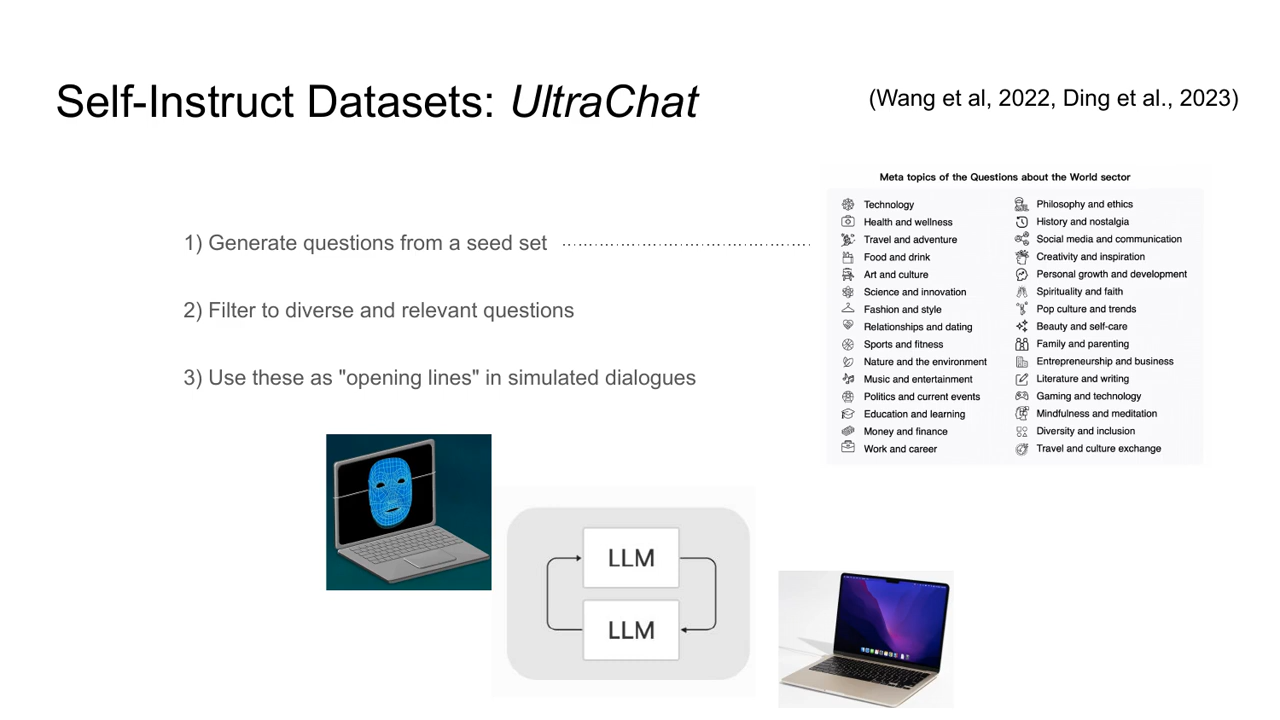 Self-Instruct Datasets: UltraChat
(Wang et al, 2022, Ding et al., 2023)
1) Generate questions from a seed set
2) Filter to diverse and relevant questions
3) Use these as "opening lines" in simulated dialogues
Meta topics of the Questions about the World sector
Technology
Health and wellness
Travel and adventure
Food and drink
Art and culture
Science and innovation
Fashion and style
Relationships and dating
Sports and fitness
Nature and the environment
Music and entertainment
Politics and current events
Education and learning
Money and finance
Work and career
Philosophy and ethics
History and nostalgia
Social media and communication
Creativity and inspiration
Personal growth and development
Spirituality and faith
Pop culture and trends
Beauty and self-care
Family and parenting
Entrepreneurship and business
Literature and writing
Gaming and technology
Mindfulness and meditation
Diversity and inclusion
Travel and culture exchange
LLM
LLM